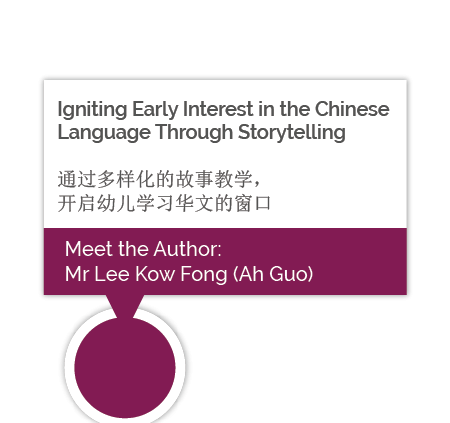 Igniting Early Interest in the Chinese
Language Through Storytelling
通过多样化的故事教学，
开启幼儿学习华文的窗口
Meet the Author:
Mr Lee Kow Fong (Ah Guo)